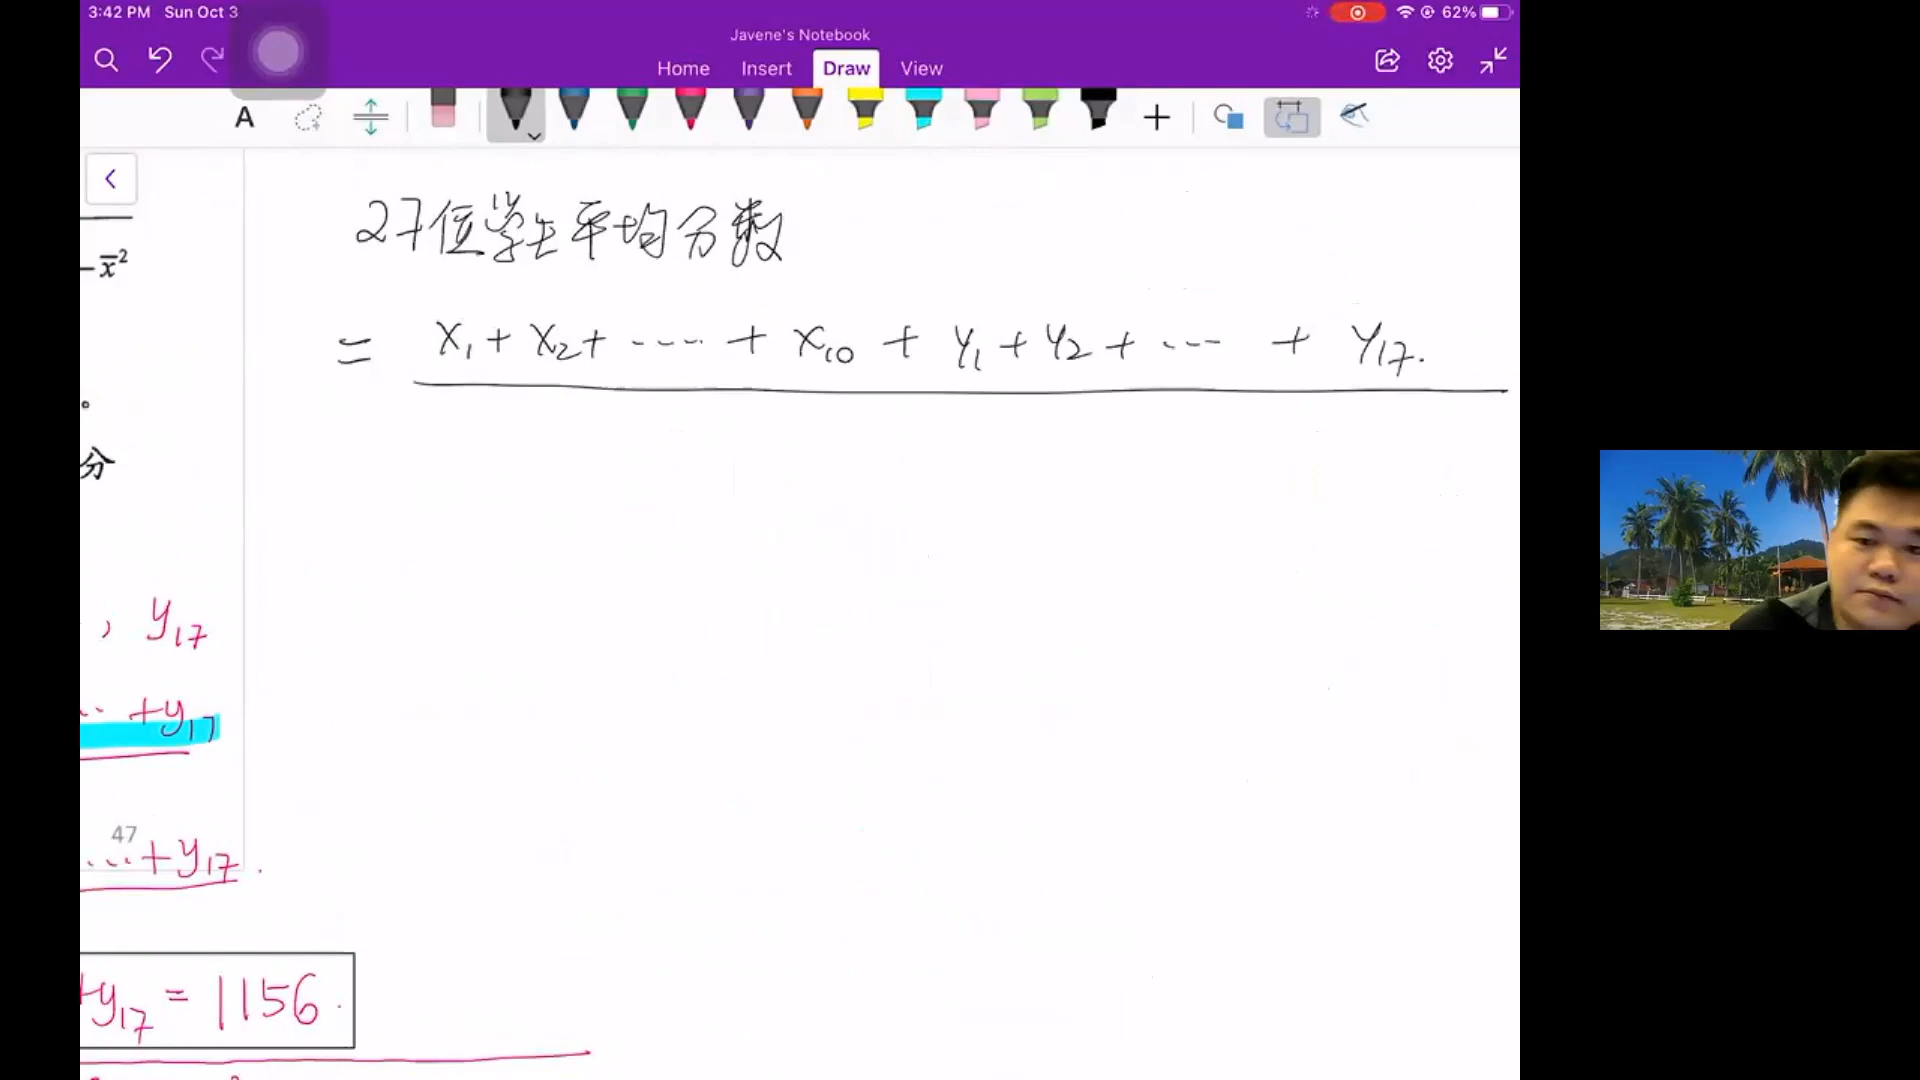 3:42 PM Sun Oct 3
62%
Javene's Notebook
Home Insert Draw View
A
27位学生平均分数
= x₁ + x₂ + ···· + x₁₀ + y₁ + y₂ + ··· + y₁₇.
–x̄²
。
分
, y₁₇
·· + y₁₇
47
... + y₁₇.
+y₁₇ = 1156.